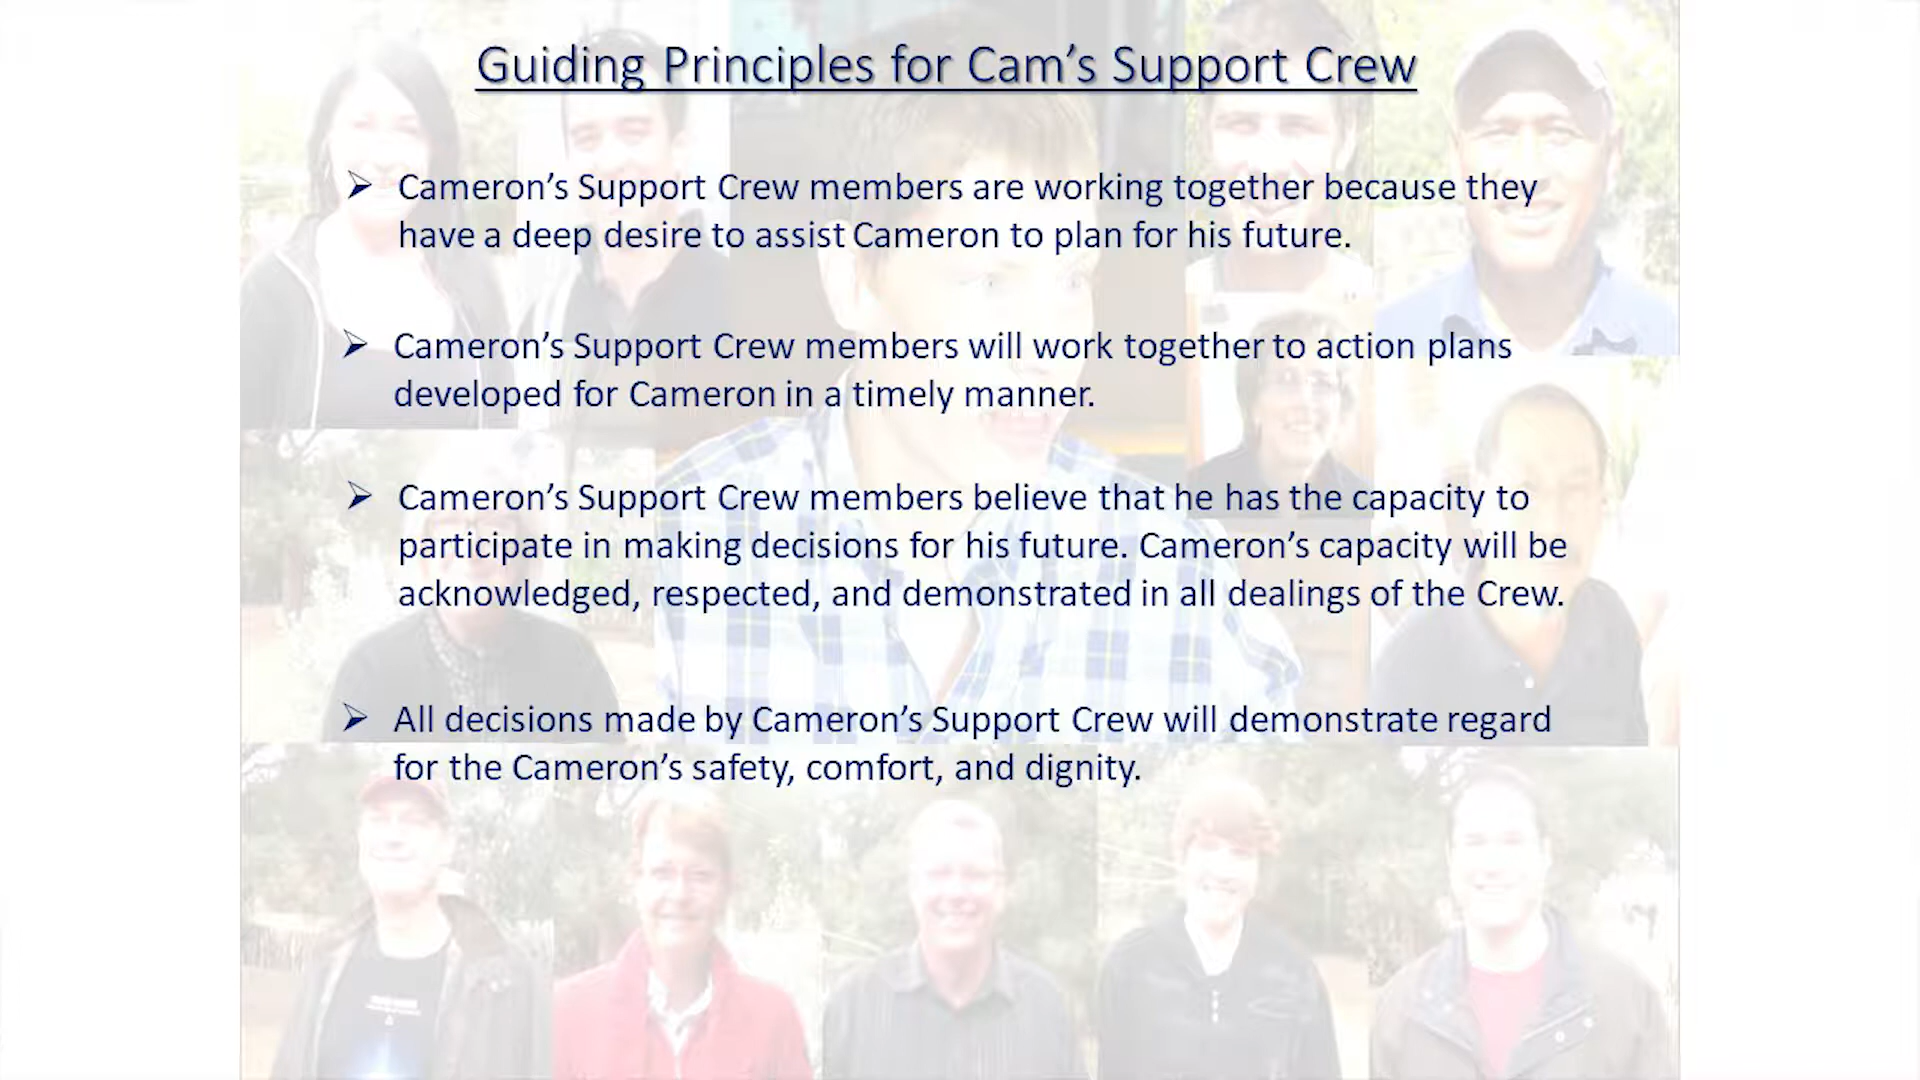 Guiding Principles for Cam’s Support Crew
➢ Cameron’s Support Crew members are working together because they
have a deep desire to assist Cameron to plan for his future.
➢ Cameron’s Support Crew members will work together to action plans
developed for Cameron in a timely manner.
➢ Cameron’s Support Crew members believe that he has the capacity to
participate in making decisions for his future. Cameron’s capacity will be
acknowledged, respected, and demonstrated in all dealings of the Crew.
➢ All decisions made by Cameron’s Support Crew will demonstrate regard
for the Cameron’s safety, comfort, and dignity.